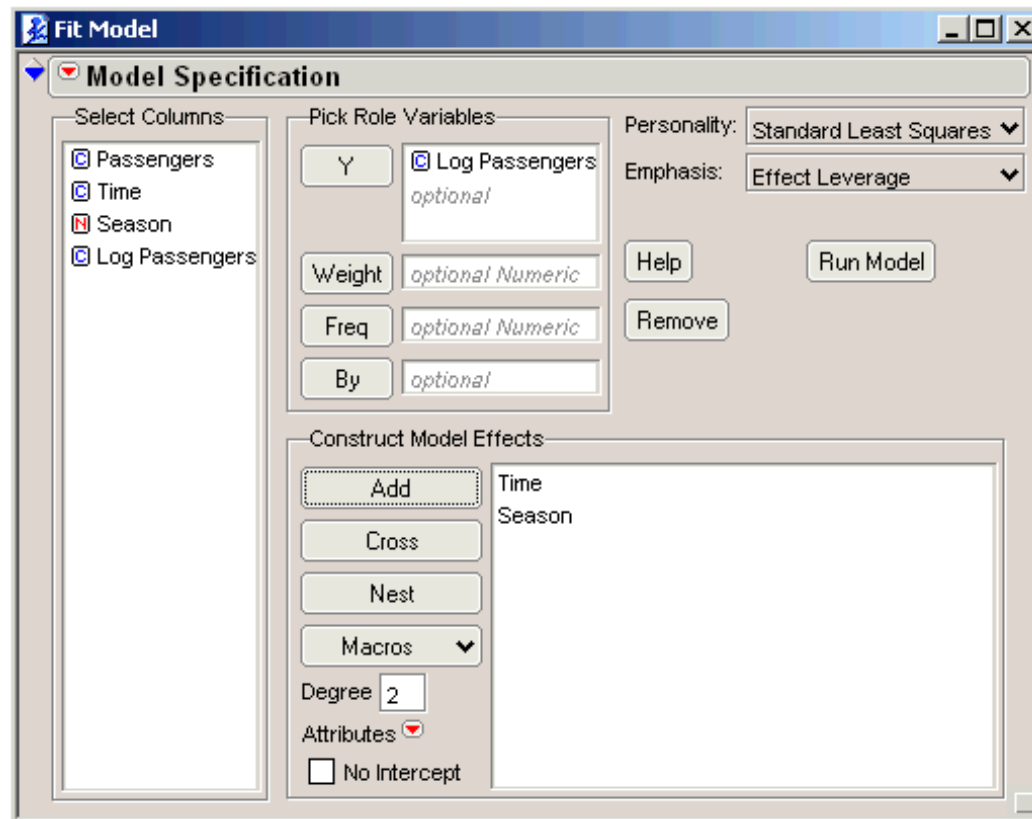 Fit Model
Model Specification
Select Columns
C Passengers
C Time
N Season
C Log Passengers
Pick Role Variables
Y
C Log Passengers
optional
Weight
optional Numeric
Freq
optional Numeric
By
optional
Personality:
Standard Least Squares
Emphasis:
Effect Leverage
Help
Run Model
Remove
Construct Model Effects
Add
Cross
Nest
Macros
Degree
2
Attributes
No Intercept
Time
Season